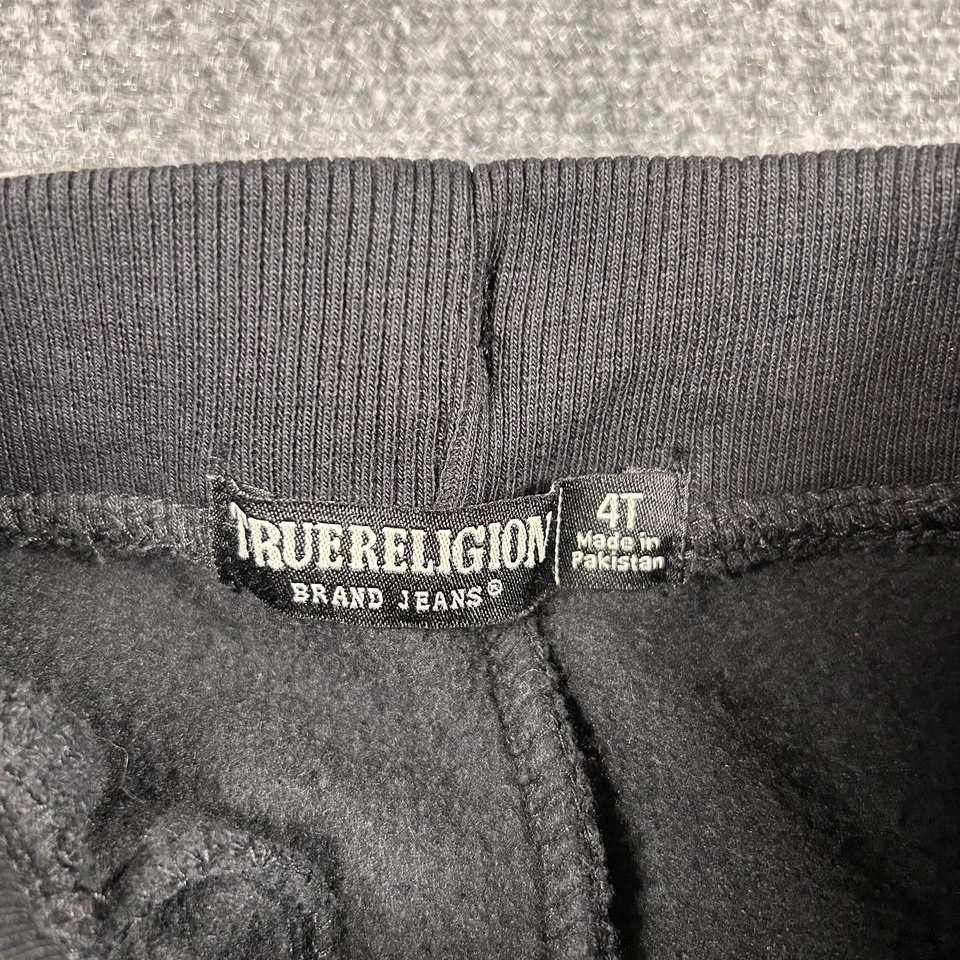 TRUERELIGION
BRAND JEANS®
4T
Made in
Pakistan